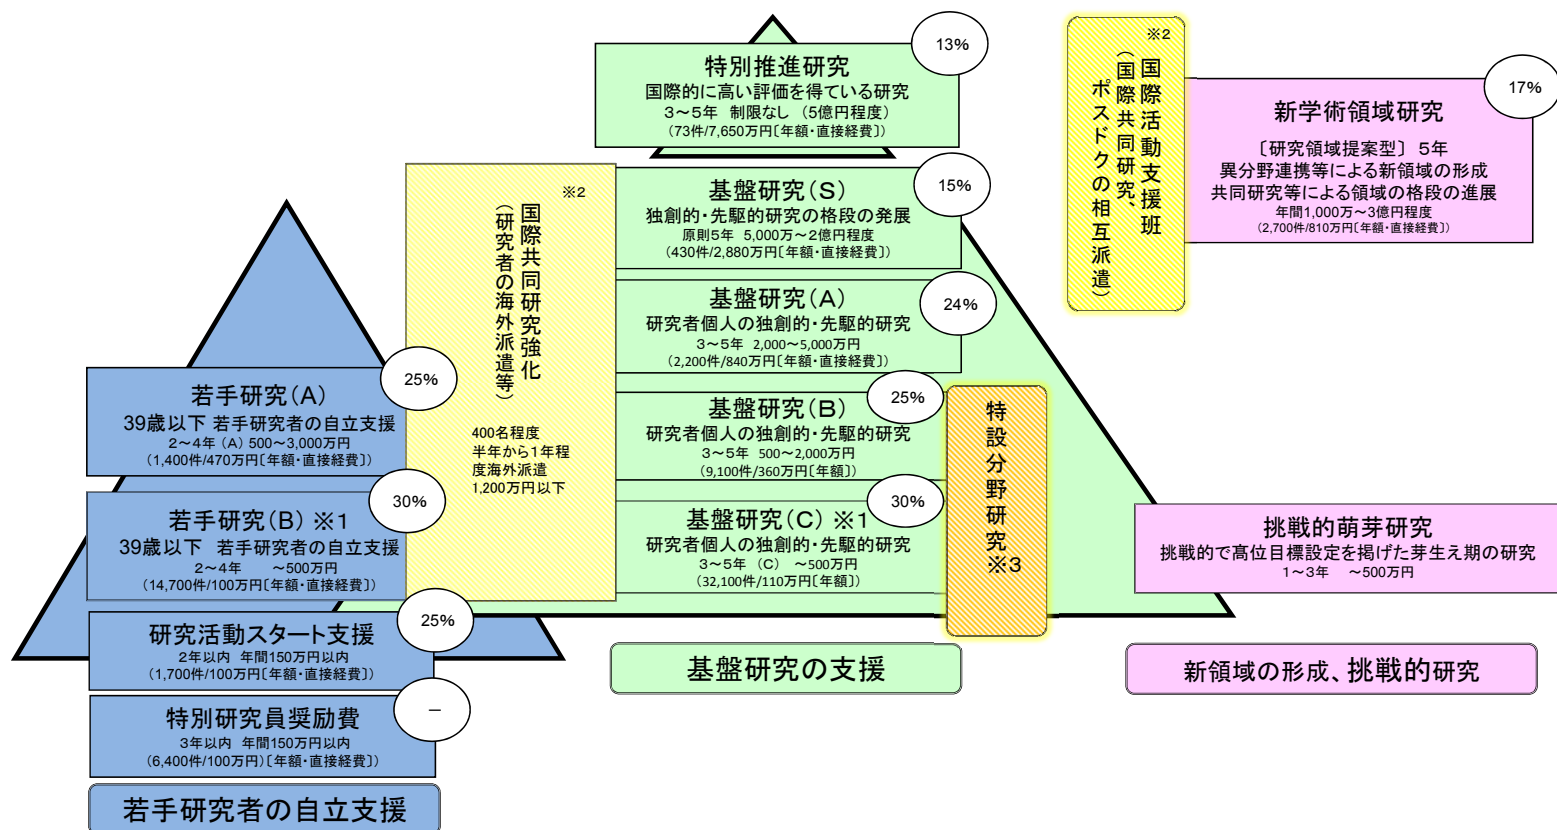 13%
特別推進研究
国際的に高い評価を得ている研究
3～5年 制限なし (5億円程度)
(73件/7,650万円〔年額・直接経費〕)
※2
国際活動支援班
(国際共同研究、
ポスドクの相互派遣)
17%
新学術領域研究
〔研究領域提案型〕 5年
異分野連携等による新領域の形成
共同研究等による領域の格段の進展
年間1,000万～3億円程度
(2,700件/810万円〔年額・直接経費〕)
※2
国際共同研究強化
(研究者の海外派遣等)
400名程度
半年から1年程
度海外派遣
1,200万円以下
15%
基盤研究(S)
独創的・先駆的研究の格段の発展
原則5年 5,000万～2億円程度
(430件/2,880万円〔年額・直接経費〕)
24%
基盤研究(A)
研究者個人の独創的・先駆的研究
3～5年 2,000～5,000万円
(2,200件/840万円〔年額・直接経費〕)
25%
基盤研究(B)
研究者個人の独創的・先駆的研究
3～5年 500～2,000万円
(9,100件/360万円〔年額〕)
30%
基盤研究(C) ※1
研究者個人の独創的・先駆的研究
3～5年 (C) ～500万円
(32,100件/110万円〔年額〕)
特設分野研究※3
25%
若手研究(A)
39歳以下 若手研究者の自立支援
2～4年 (A) 500～3,000万円
(1,400件/470万円〔年額・直接経費〕)
30%
若手研究(B) ※1
39歳以下 若手研究者の自立支援
2～4年 ～500万円
(14,700件/100万円〔年額・直接経費〕)
25%
研究活動スタート支援
2年以内 年間150万円以内
(1,700件/100万円〔年額・直接経費〕)
－
特別研究員奨励費
3年以内 年間150万円以内
(6,400件/100万円)〔年額・直接経費〕)
挑戦的萌芽研究
挑戦的で高位目標設定を掲げた芽生え期の研究
1～3年 ～500万円
若手研究者の自立支援
基盤研究の支援
新領域の形成、挑戦的研究